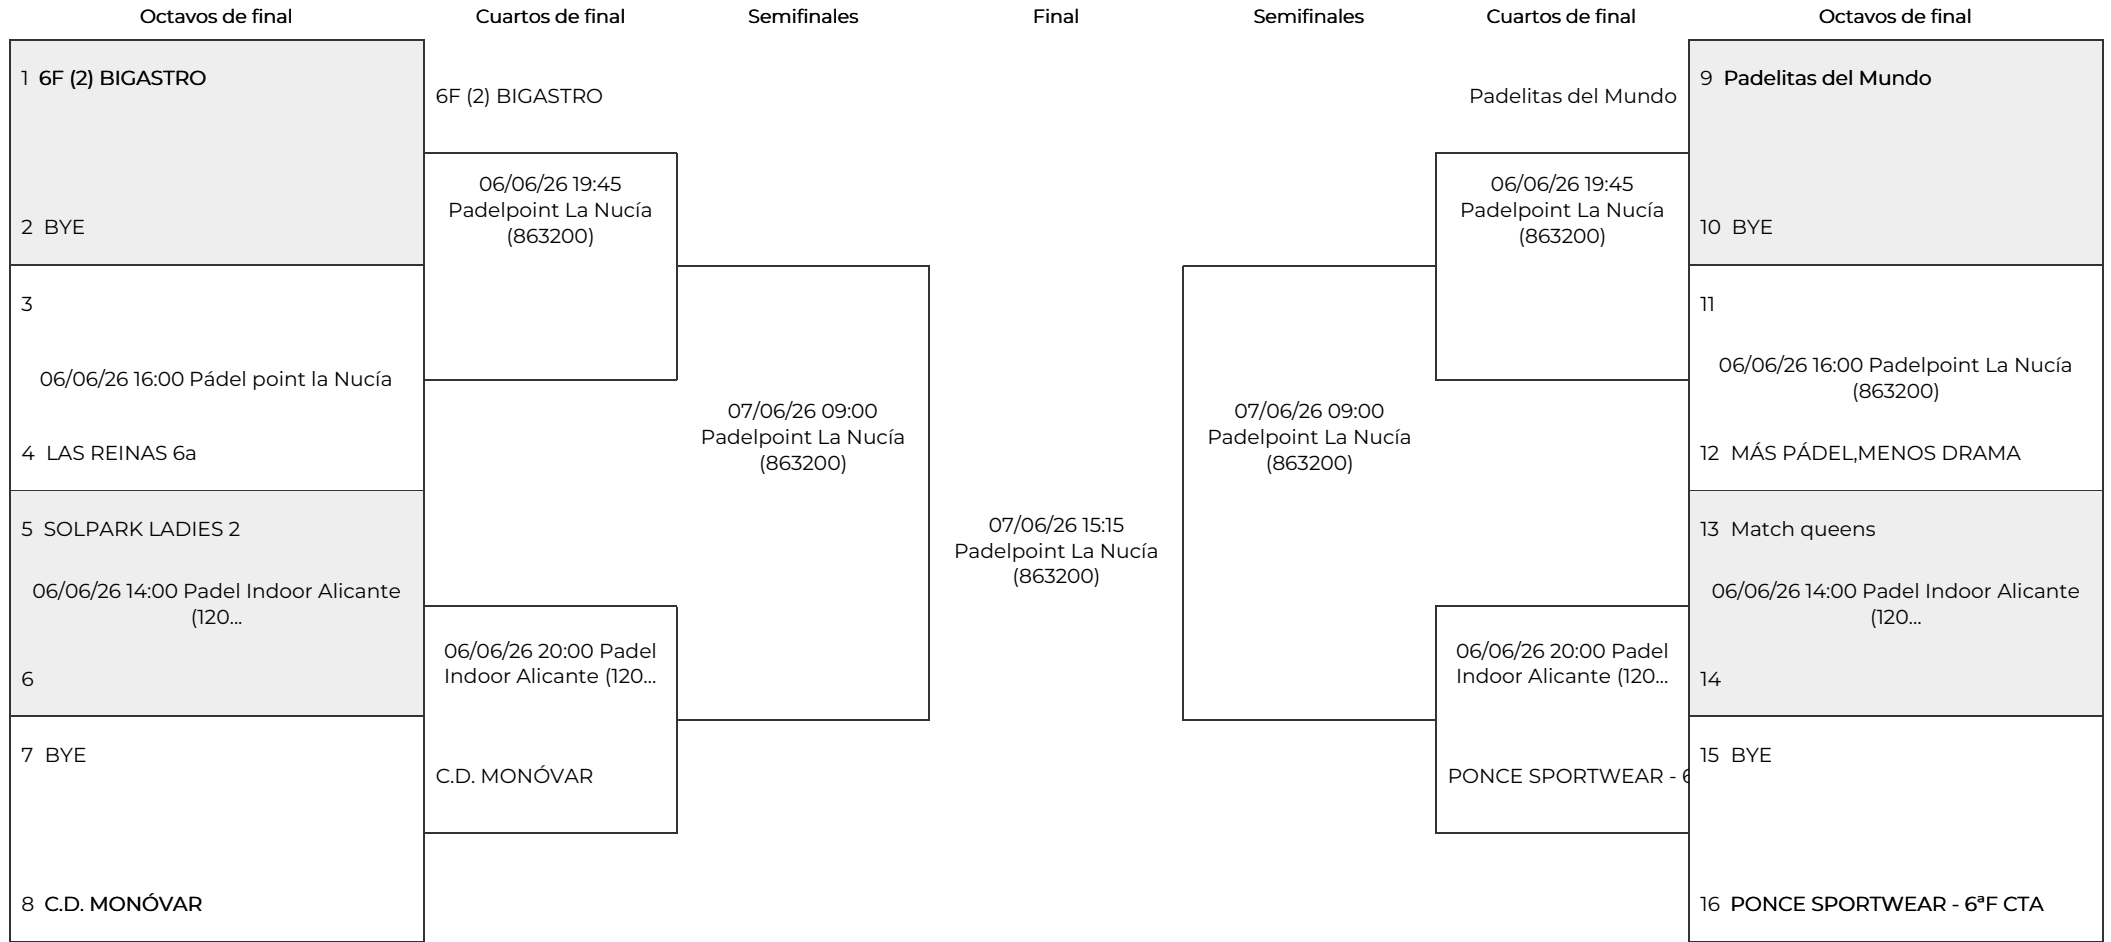 Octavos de final
Cuartos de final
Semifinales
Final
Semifinales
Cuartos de final
Octavos de final
1 6F (2) BIGASTRO
2 BYE
3
06/06/26 16:00 Pádel point la Nucía
4 LAS REINAS 6a
5 SOLPARK LADIES 2
06/06/26 14:00 Padel Indoor Alicante
(120...
6
7 BYE
8 C.D. MONÓVAR
6F (2) BIGASTRO
06/06/26 19:45
Padelpoint La Nucía
(863200)
06/06/26 20:00 Padel
Indoor Alicante (120...
C.D. MONÓVAR
07/06/26 09:00
Padelpoint La Nucía
(863200)
07/06/26 15:15
Padelpoint La Nucía
(863200)
07/06/26 09:00
Padelpoint La Nucía
(863200)
Padelitas del Mundo
06/06/26 19:45
Padelpoint La Nucía
(863200)
06/06/26 20:00 Padel
Indoor Alicante (120...
PONCE SPORTWEAR - 6
9 Padelitas del Mundo
10 BYE
11
06/06/26 16:00 Padelpoint La Nucía
(863200)
12 MÁS PÁDEL,MENOS DRAMA
13 Match queens
06/06/26 14:00 Padel Indoor Alicante
(120...
14
15 BYE
16 PONCE SPORTWEAR - 6ªF CTA